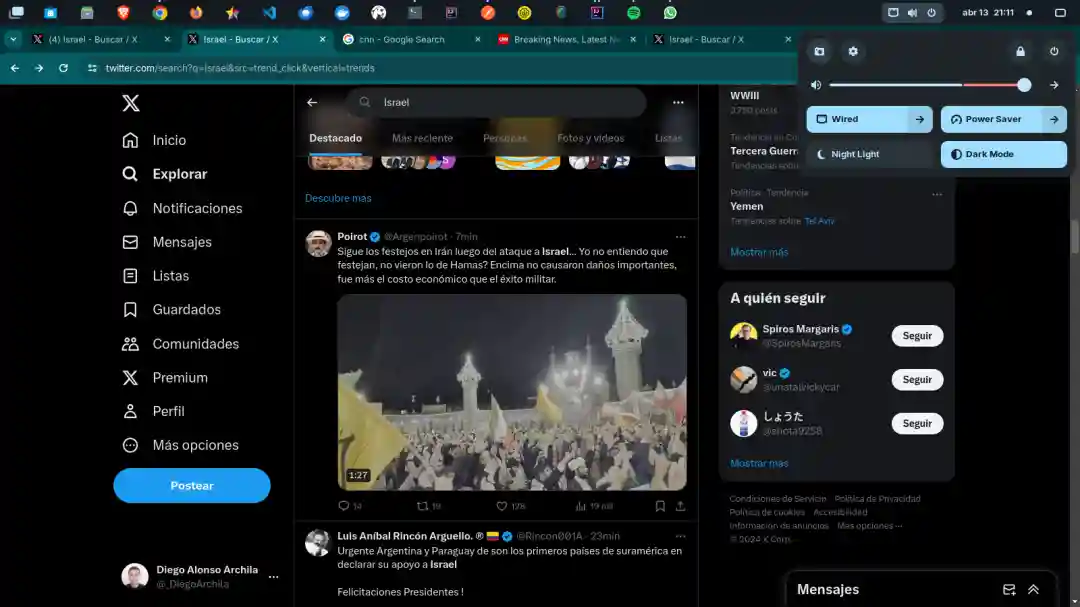 abr 13 21:11
(4) Israel - Buscar / X
Israel - Buscar / X
cnn - Google Search
Breaking News, Latest N
Israel - Buscar / X
twitter.com/search?q=Israel&src=trend_click&vertical=trends
Wired
Power Saver
Night Light
Dark Mode
Inicio
Explorar
Notificaciones
Mensajes
Listas
Guardados
Comunidades
Premium
Perfil
Más opciones
Postear
Diego Alonso Archila
@_DiegoArchila
Israel
Destacado
Más reciente
Personas
Fotos y videos
Listas
Descubre más
Poirot @Argenpoirot · 7min
Sigue los festejos en Irán luego del ataque a Israel... Yo no entiendo que
festejan, no vieron lo de Hamas? Encima no causaron daños importantes,
fue más el costo económico que el éxito militar.
1:27
14
19
176
19 mil
Luis Aníbal Rincón Arguello. ® @Rincon001A · 23min
Urgente Argentina y Paraguay de son los primeros países de suramérica en
declarar su apoyo a Israel
Felicitaciones Presidentes !
WWIII
posts
Tendencia en
Tercera Guerr
Tendencias sobre
Política · Tendencia
Yemen
Tendencias sobre Tel Aviv
Mostrar más
A quién seguir
Spiros Margaris
@SpirosMargaris
Seguir
vic
Seguir
しょうた
@shota9258
Seguir
Mostrar más
Condiciones de Servicio Política de Privacidad
Política de cookies Accesibilidad
Información de anuncios Más opciones ···
© 2024 X Corp.
Mensajes